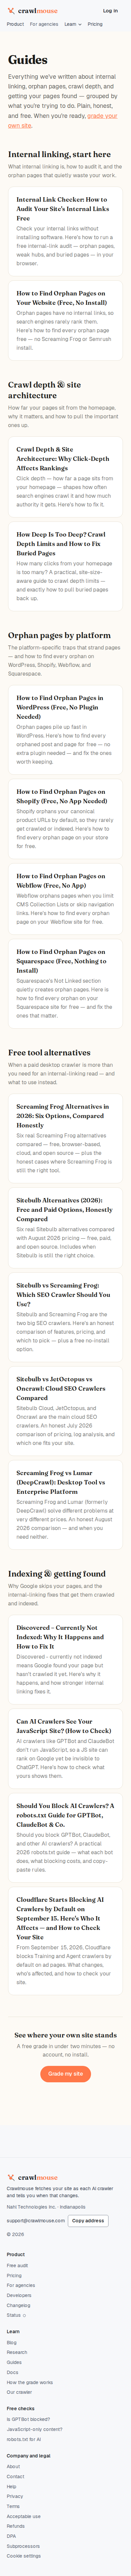 crawlmouse
Log in
Product For agencies Learn Pricing
Guides
Everything we've written about internal
linking, orphan pages, crawl depth, and
getting your pages found — grouped by
what you're trying to do. Plain, honest,
and free. When you're ready, grade your
own site.
Internal linking, start here
What internal linking is, how to audit it, and the
orphan pages that quietly waste your work.
Internal Link Checker: How to
Audit Your Site's Internal Links
Free
Check your internal links without
installing software. Here's how to run a
free internal-link audit — orphan pages,
weak hubs, and buried pages — in your
browser.
How to Find Orphan Pages on
Your Website (Free, No Install)
Orphan pages have no internal links, so
search engines rarely rank them.
Here's how to find every orphan page
free — no Screaming Frog or Semrush
install.
Crawl depth & site
architecture
How far your pages sit from the homepage,
why it matters, and how to pull the important
ones up.
Crawl Depth & Site
Architecture: Why Click-Depth
Affects Rankings
Click depth — how far a page sits from
your homepage — shapes how often
search engines crawl it and how much
authority it gets. Here's how to fix it.
How Deep Is Too Deep? Crawl
Depth Limits and How to Fix
Buried Pages
How many clicks from your homepage
is too many? A practical, site-size-
aware guide to crawl depth limits —
and exactly how to pull buried pages
back up.
Orphan pages by platform
The platform-specific traps that strand pages
— and how to find every orphan on
WordPress, Shopify, Webflow, and
Squarespace.
How to Find Orphan Pages in
WordPress (Free, No Plugin
Needed)
Orphan pages pile up fast in
WordPress. Here's how to find every
orphaned post and page for free — no
extra plugin needed — and fix the ones
worth keeping.
How to Find Orphan Pages on
Shopify (Free, No App Needed)
Shopify orphans your canonical
product URLs by default, so they rarely
get crawled or indexed. Here's how to
find every orphan page on your store
for free.
How to Find Orphan Pages on
Webflow (Free, No App)
Webflow orphans pages when you limit
CMS Collection Lists or skip navigation
links. Here's how to find every orphan
page on your Webflow site for free.
How to Find Orphan Pages on
Squarespace (Free, Nothing to
Install)
Squarespace's Not Linked section
quietly creates orphan pages. Here is
how to find every orphan on your
Squarespace site for free — and fix the
ones that matter.
Free tool alternatives
When a paid desktop crawler is more than you
need for an internal-linking read — and what
to use instead.
Screaming Frog Alternatives in
2026: Six Options, Compared
Honestly
Six real Screaming Frog alternatives
compared — free, browser-based,
cloud, and open source — plus the
honest cases where Screaming Frog is
still the right tool.
Sitebulb Alternatives (2026):
Free and Paid Options, Honestly
Compared
Six real Sitebulb alternatives compared
with August 2026 pricing — free, paid,
and open source. Includes when
Sitebulb is still the right choice.
Sitebulb vs Screaming Frog:
Which SEO Crawler Should You
Use?
Sitebulb and Screaming Frog are the
two big SEO crawlers. Here's an honest
comparison of features, pricing, and
which to pick — plus a free no-install
option.
Sitebulb vs JetOctopus vs
Oncrawl: Cloud SEO Crawlers
Compared
Sitebulb Cloud, JetOctopus, and
Oncrawl are the main cloud SEO
crawlers. An honest July 2026
comparison of pricing, log analysis, and
which one fits your site.
Screaming Frog vs Lumar
(DeepCrawl): Desktop Tool vs
Enterprise Platform
Screaming Frog and Lumar (formerly
DeepCrawl) solve different problems at
very different prices. An honest August
2026 comparison — and when you
need neither.
Indexing & getting found
Why Google skips your pages, and the
internal-linking fixes that get them crawled
and indexed.
Discovered – Currently Not
Indexed: Why It Happens and
How to Fix It
Discovered - currently not indexed
means Google found your page but
hasn't crawled it yet. Here's why it
happens, and how stronger internal
linking fixes it.
Can AI Crawlers See Your
JavaScript Site? (How to Check)
AI crawlers like GPTBot and ClaudeBot
don't run JavaScript, so a JS site can
rank on Google yet be invisible to
ChatGPT. Here's how to check what
yours shows them.
Should You Block AI Crawlers? A
robots.txt Guide for GPTBot,
ClaudeBot & Co.
Should you block GPTBot, ClaudeBot,
and other AI crawlers? A practical
2026 robots.txt guide — what each bot
does, what blocking costs, and copy-
paste rules.
Cloudflare Starts Blocking AI
Crawlers by Default on
September 15. Here's Who It
Affects — and How to Check
Your Site
From September 15, 2026, Cloudflare
blocks Training and Agent crawlers by
default on ad pages. What changes,
who's affected, and how to check your
site.
See where your own site stands
A free grade in under two minutes — no
account, no install.
Grade my site
crawlmouse
Crawlmouse fetches your site as each AI crawler
and tells you when that changes.
Nahi Technologies Inc. · Indianapolis
support@crawlmouse.com Copy address
© 2026
Product
Free audit
Pricing
For agencies
Developers
Changelog
Status
Learn
Blog
Research
Guides
Docs
How the grade works
Our crawler
Free checks
Is GPTBot blocked?
JavaScript-only content?
robots.txt for AI
Company and legal
About
Contact
Help
Privacy
Terms
Acceptable use
Refunds
DPA
Subprocessors
Cookie settings